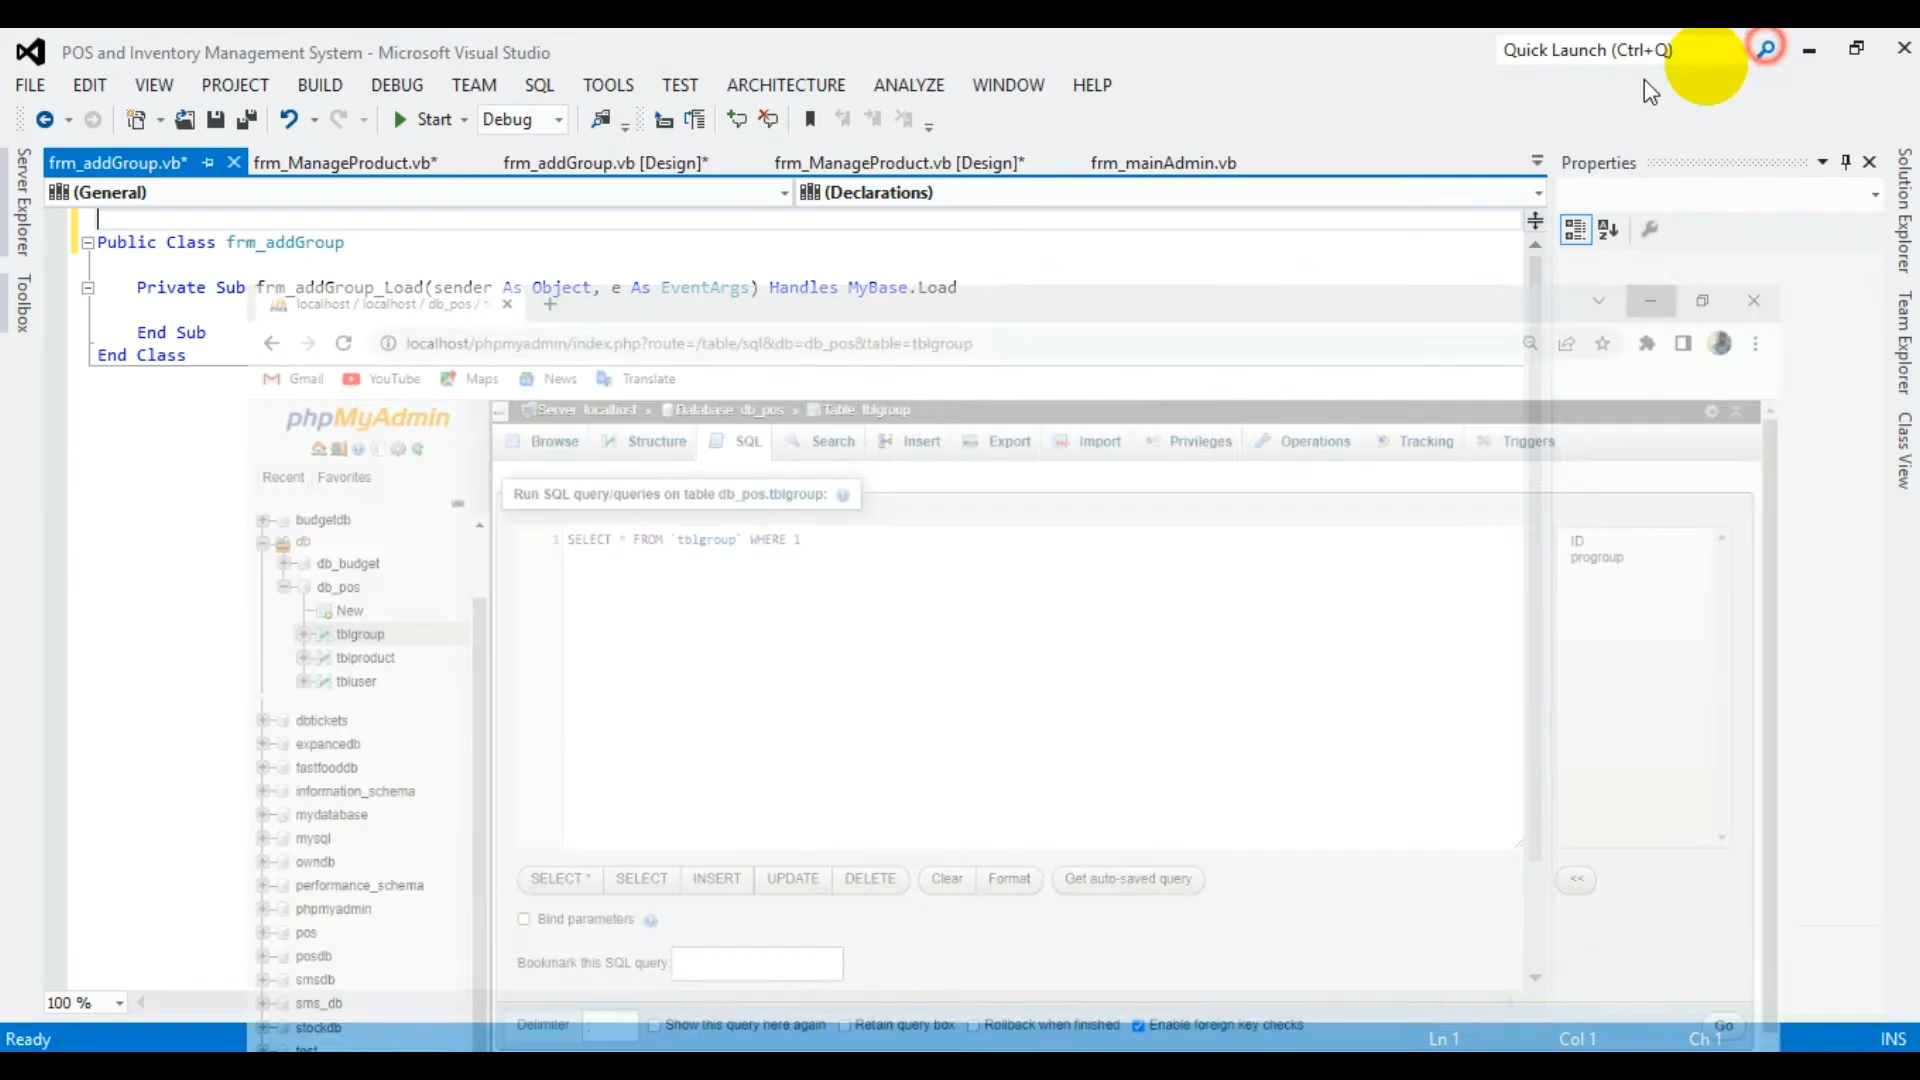 POS and Inventory Management System - Microsoft Visual Studio
Quick Launch (Ctrl+Q)
FILE EDIT VIEW PROJECT BUILD DEBUG TEAM SQL TOOLS TEST ARCHITECTURE ANALYZE WINDOW HELP
Start Debug
frm_addGroup.vb* frm_ManageProduct.vb* frm_addGroup.vb [Design]* frm_ManageProduct.vb [Design]* frm_mainAdmin.vb
Properties
(General) (Declarations)
Server Explorer
Toolbox
Solution Explorer
Team Explorer
Class View
Public Class frm_addGroup
Private Sub frm_addGroup_Load(sender As Object, e As EventArgs) Handles MyBase.Load
End Sub
End Class
localhost / localhost / db_pos /
localhost/phpmyadmin/index.php?route=/table/sql&db=db_pos&table=tblgroup
Gmail YouTube Maps News Translate
phpMyAdmin
Recent Favorites
budgetdb
db
db_budget
db_pos
New
tblgroup
tblproduct
tbluser
dbtickets
expancedb
fastfooddb
information_schema
mydatabase
mysql
owndb
performance_schema
phpmyadmin
pos
posdb
smsdb
sms_db
stockdb
test
Server: localhost » Database: db_pos » Table: tblgroup
Browse Structure SQL Search Insert Export Import Privileges Operations Tracking Triggers
Run SQL query/queries on table db_pos.tblgroup:
1 SELECT * FROM `tblgroup` WHERE 1
ID
progroup
SELECT * SELECT INSERT UPDATE DELETE Clear Format Get auto-saved query <<
Bind parameters
Bookmark this SQL query:
Delimiter ; Show this query here again Retain query box Rollback when finished Enable foreign key checks Go
100 %
Ready Ln 1 Col 1 Ch 1 INS